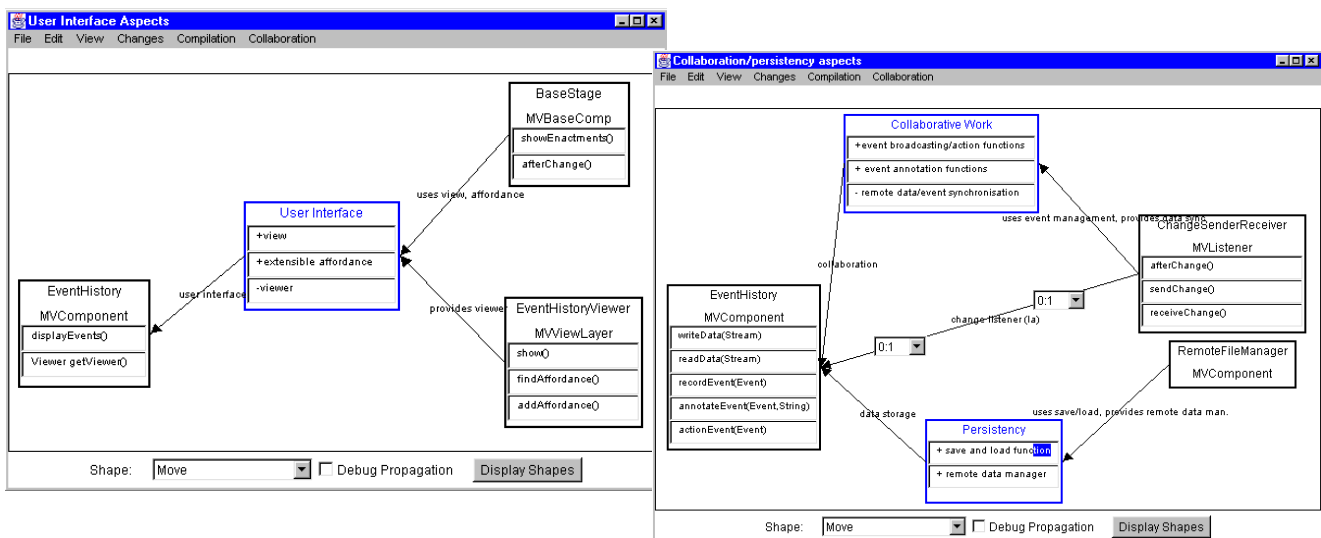 User Interface Aspects
File Edit View Changes Compilation Collaboration
BaseStage
MVBaseComp
showEnactments()
afterChange()
uses view, affordance
User Interface
+view
+extensible affordance
-viewer
EventHistory
MVComponent
displayEvents()
Viewer getViewer()
user interface
provides viewer
EventHistoryViewer
MVViewLayer
show()
findAffordance()
addAffordance()
Shape: Move Debug Propagation Display Shapes
Collaboration/persistency aspects
File Edit View Changes Compilation Collaboration
Collaborative Work
+event broadcasting/action functions
+ event annotation functions
- remote data/event synchronisation
uses event management, provides data sync
ChangeSenderReceiver
MVListener
afterChange()
sendChange()
receiveChange()
collaboration
0:1
change listener (la)
0:1
EventHistory
MVComponent
writeData(Stream)
readData(Stream)
recordEvent(Event)
annotateEvent(Event,String)
actionEvent(Event)
RemoteFileManager
MVComponent
data storage
uses save/load, provides remote data man.
Persistency
+ save and load function
+ remote data manager
Shape: Move Debug Propagation Display Shapes